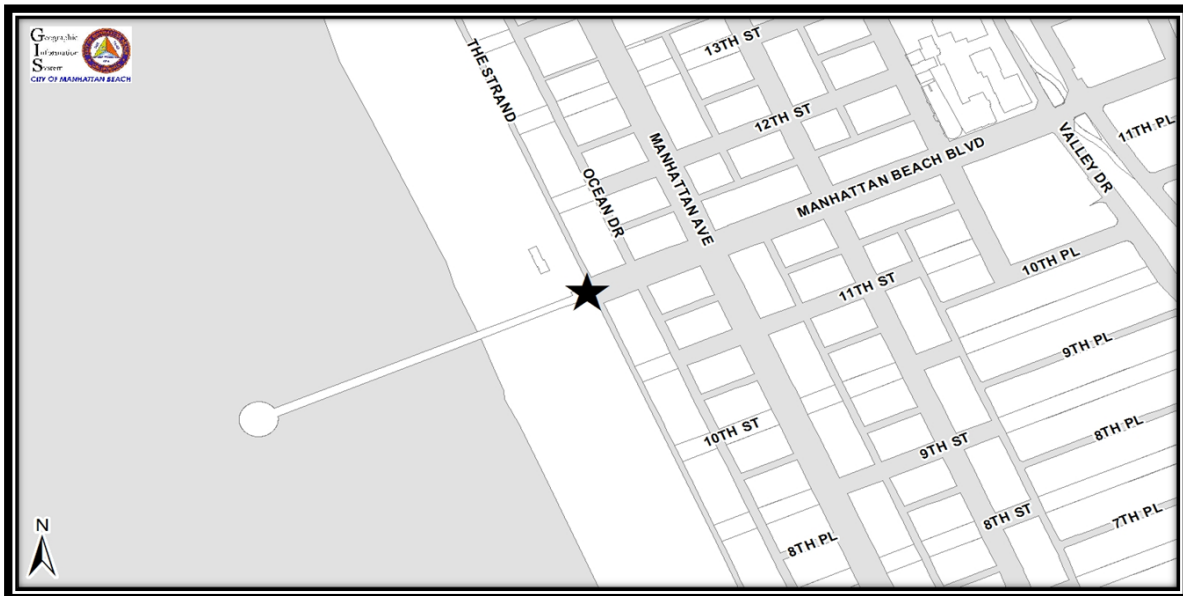 Geographic
Information
System
CITY OF MANHATTAN BEACH
THE STRAND
13TH ST
12TH ST
MANHATTAN AVE
OCEAN DR
MANHATTAN BEACH BLVD
VALLEY DR
11TH PL
10TH PL
11TH ST
9TH PL
10TH ST
9TH ST
8TH PL
8TH ST
7TH PL
8TH PL
N